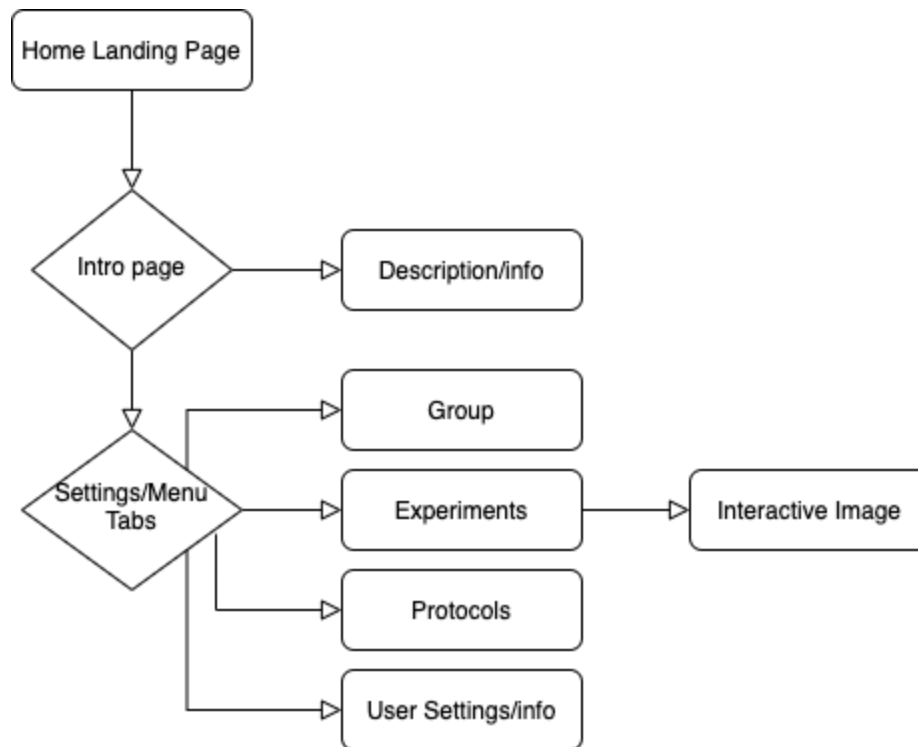 Home Landing Page
Intro page
Description/info
Group
Settings/Menu
Tabs
Experiments
Interactive Image
Protocols
User Settings/info